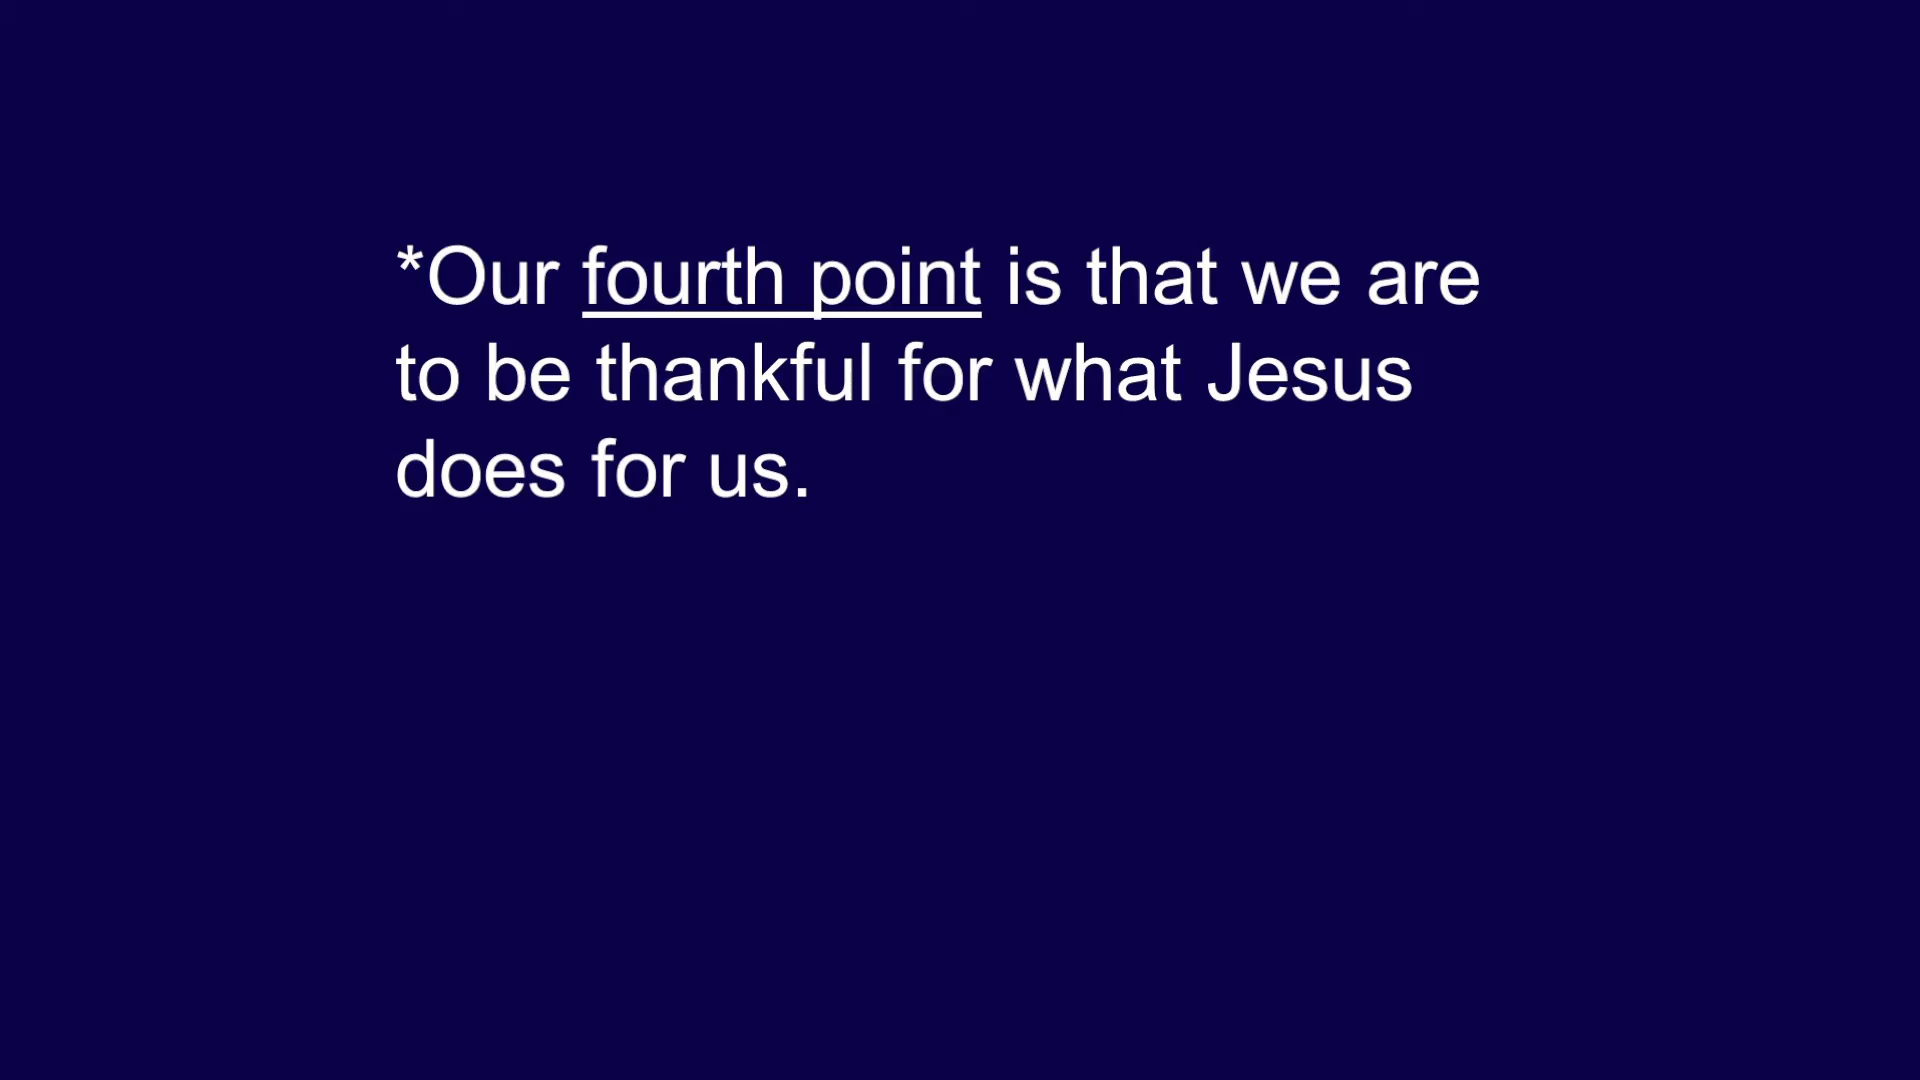 *Our fourth point is that we are
to be thankful for what Jesus
does for us.